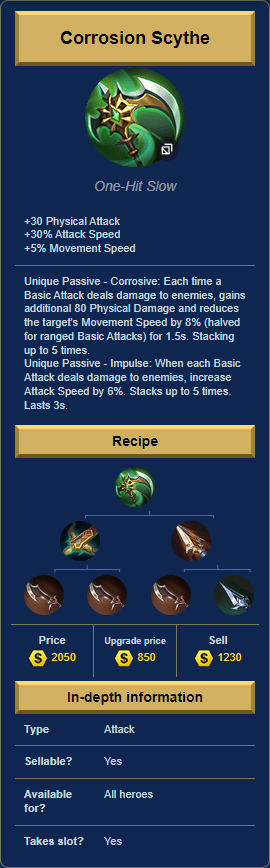 Corrosion Scythe
One-Hit Slow
+30 Physical Attack
+30% Attack Speed
+5% Movement Speed
Unique Passive - Corrosive: Each time a
Basic Attack deals damage to enemies, gains
additional 80 Physical Damage and reduces
the target's Movement Speed by 8% (halved
for ranged Basic Attacks) for 1.5s. Stacking
up to 5 times.
Unique Passive - Impulse: When each Basic
Attack deals damage to enemies, increase
Attack Speed by 6%. Stacks up to 5 times.
Lasts 3s.
Recipe
Price Upgrade price Sell
2050 850 1230
In-depth information
Type Attack
Sellable? Yes
Available All heroes
for?
Takes slot? Yes